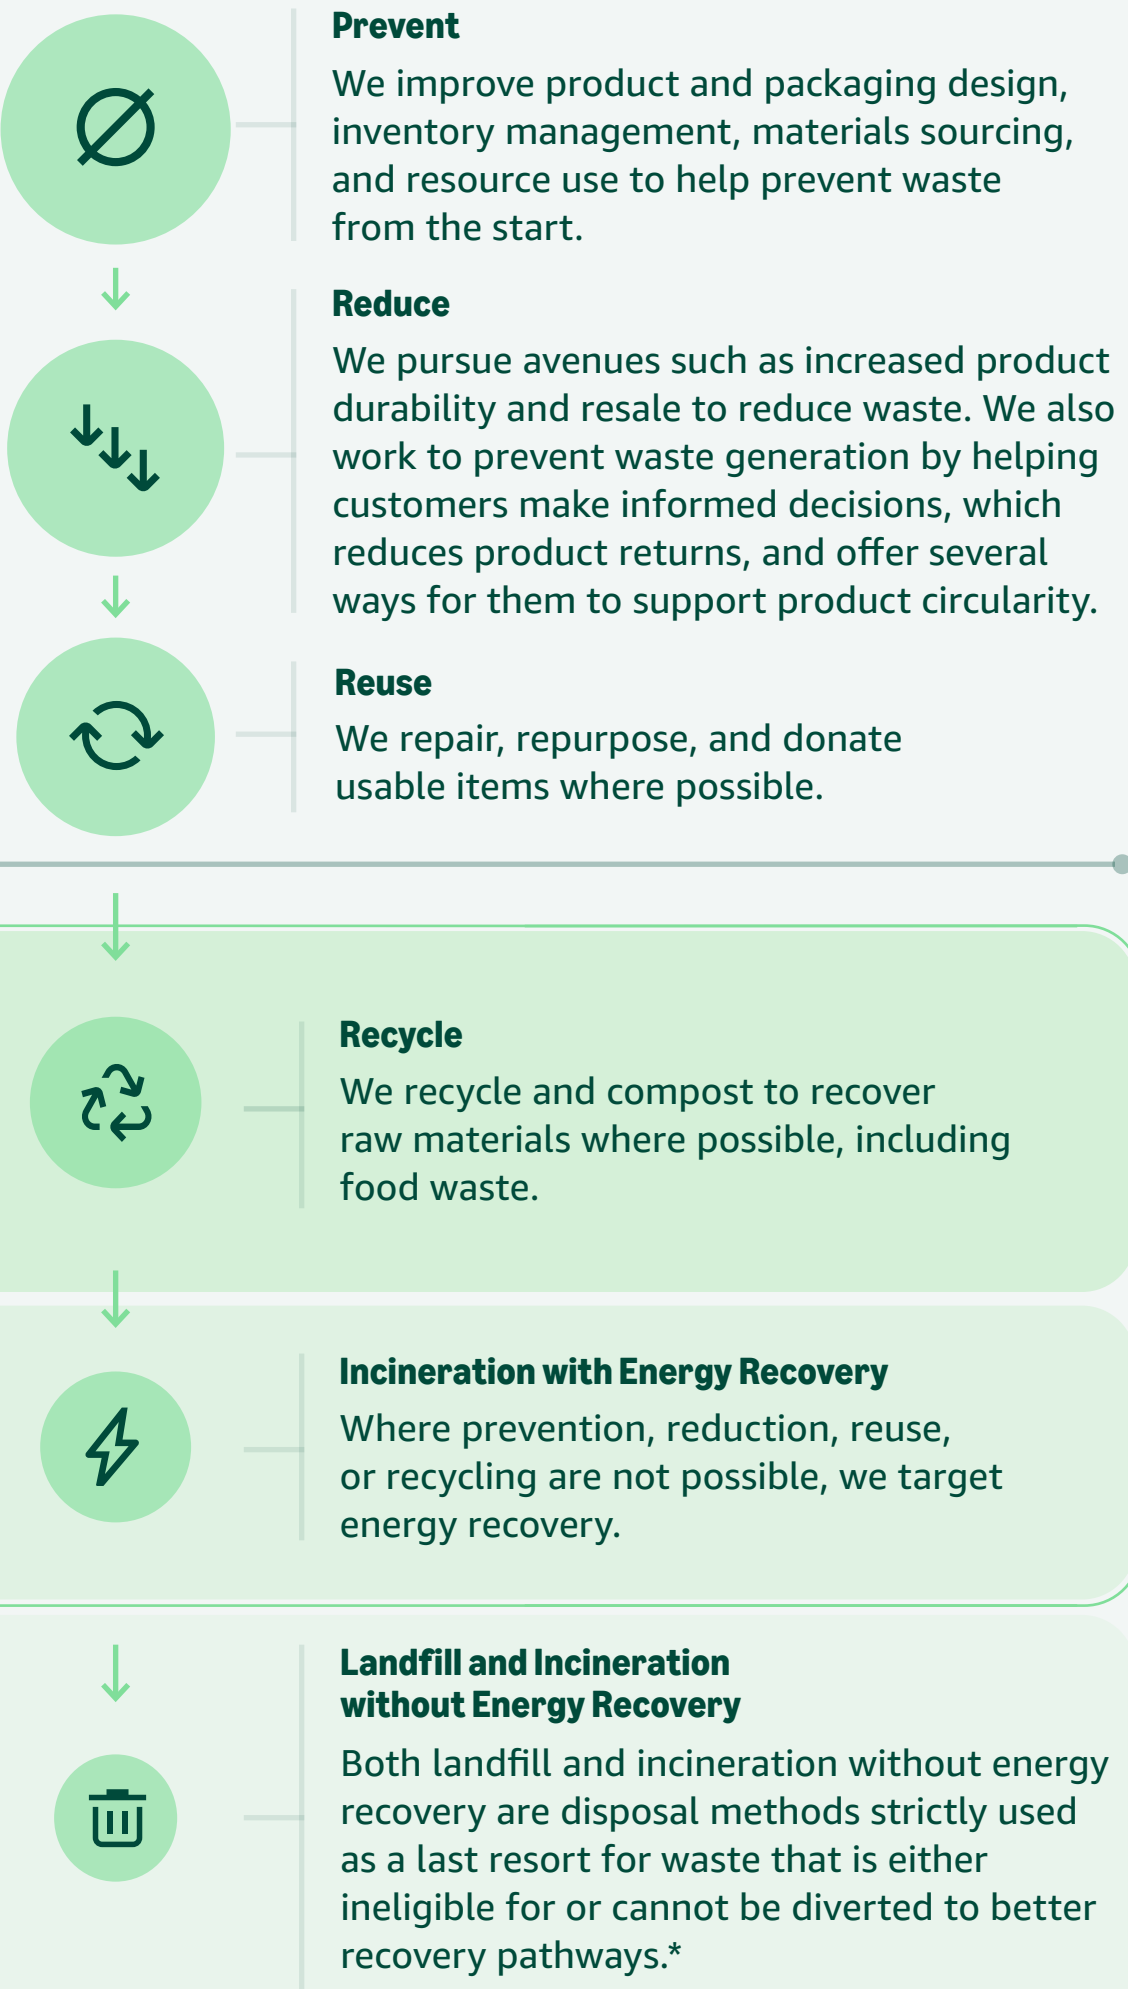 Prevent
We improve product and packaging design,
inventory management, materials sourcing,
and resource use to help prevent waste
from the start.
Reduce
We pursue avenues such as increased product
durability and resale to reduce waste. We also
work to prevent waste generation by helping
customers make informed decisions, which
reduces product returns, and offer several
ways for them to support product circularity.
Reuse
We repair, repurpose, and donate
usable items where possible.
Recycle
We recycle and compost to recover
raw materials where possible, including
food waste.
Incineration with Energy Recovery
Where prevention, reduction, reuse,
or recycling are not possible, we target
energy recovery.
Landfill and Incineration
without Energy Recovery
Both landfill and incineration without energy
recovery are disposal methods strictly used
as a last resort for waste that is either
ineligible for or cannot be diverted to better
recovery pathways.*